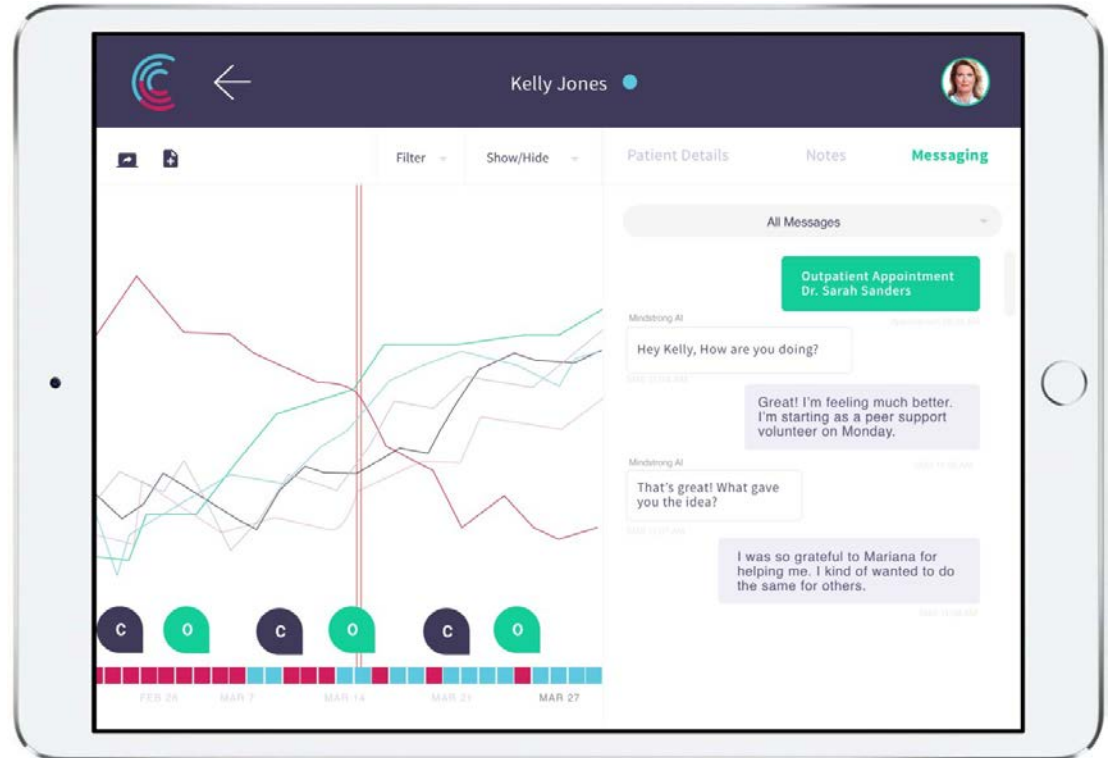 Kelly Jones
Filter
Show/Hide
Patient Details
Notes
Messaging
All Messages
Outpatient Appointment
Dr. Sarah Sanders
Mindstrong AI
Hey Kelly, How are you doing?
Great! I'm feeling much better.
I'm starting as a peer support
volunteer on Monday.
Mindstrong AI
That's great! What gave
you the idea?
I was so grateful to Mariana for
helping me. I kind of wanted to do
the same for others.
C
O
C
O
C
O
FEB 26
MAR 7
MAR 14
MAR 21
MAR 27